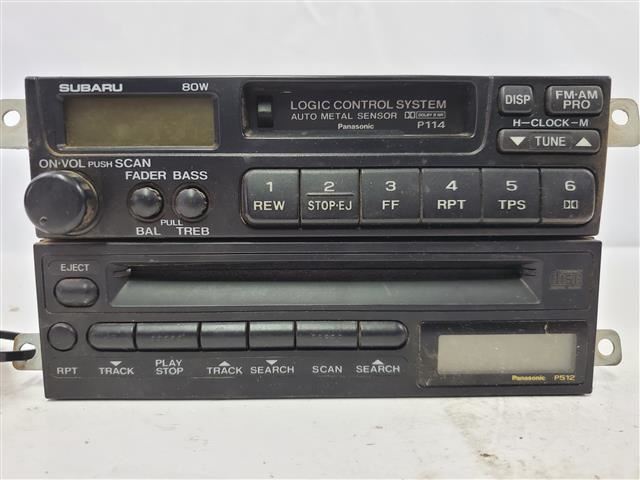 SUBARU 80W
LOGIC CONTROL SYSTEM
AUTO METAL SENSOR DOLBY B NR
Panasonic P114
DISP FM·AM PRO
H-CLOCK-M
TUNE
ON·VOL PUSH SCAN
FADER BASS
PULL
BAL TREB
1 2 3 4 5 6
REW STOP·EJ FF RPT TPS
EJECT
RPT TRACK PLAY STOP TRACK SEARCH SCAN SEARCH
Panasonic P512